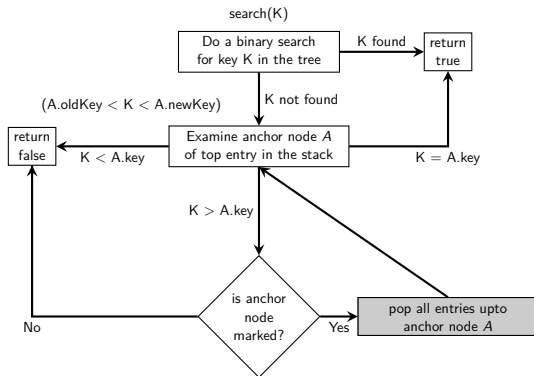 search(K)
Do a binary search
for key K in the tree
K found
return
true
K not found
(A.oldKey < K < A.newKey)
return
false
K < A.key
Examine anchor node A
of top entry in the stack
K = A.key
K > A.key
is anchor
node
marked?
No
Yes
pop all entries upto
anchor node A